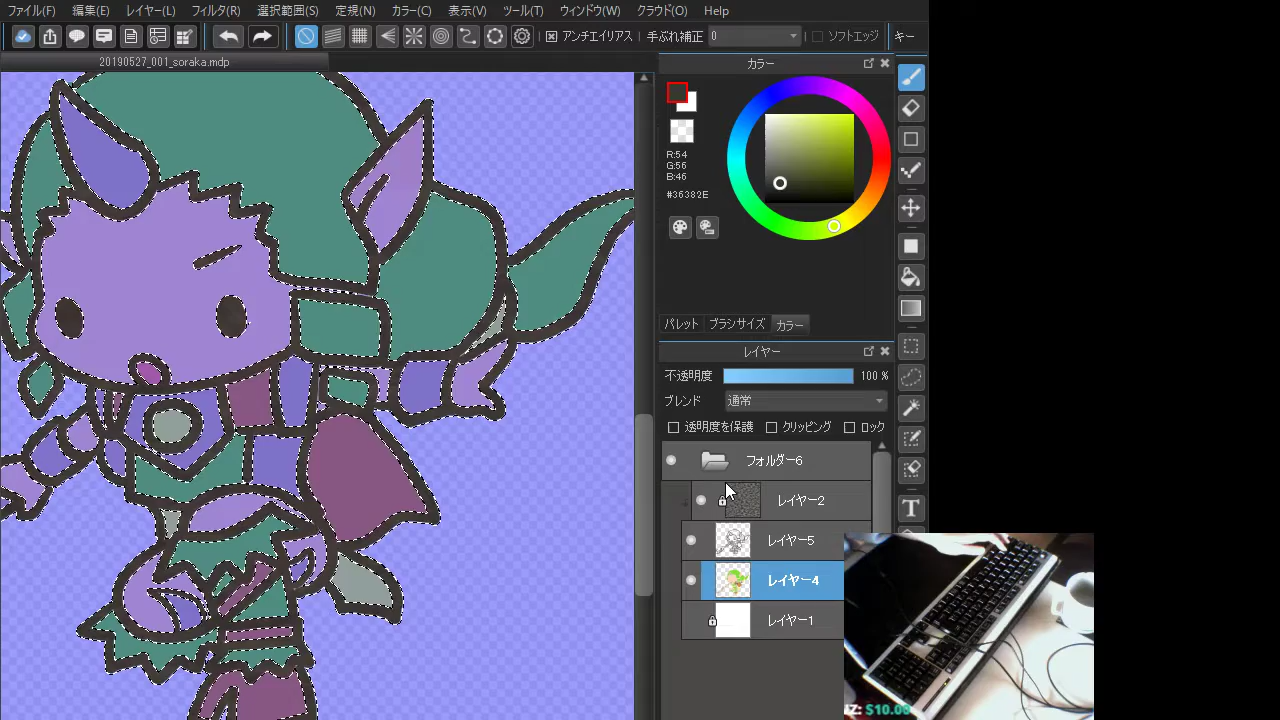 ファイル(F) 編集(E) レイヤー(L) フィルタ(R) 選択範囲(S) 定規(N) カラー(C) 表示(V) ツール(T) ウィンドウ(W) クラウド(O) Help
アンチエイリアス 手ぶれ補正 0 ソフトエッジ キー
20190527_001_soraka.mdp
カラー
R:54
G:56
B:46
#36382E
パレット ブラシサイズ カラー
レイヤー
不透明度 100 %
ブレンド 通常
透明度を保護 クリッピング ロック
フォルダー6
レイヤー2
レイヤー5
レイヤー4
レイヤー1
T
NZ: $10.00